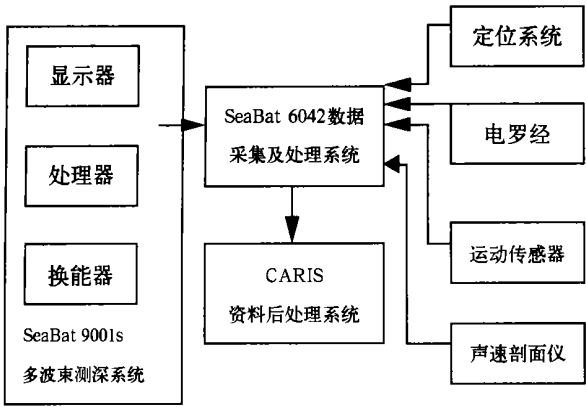 显示器
处理器
换能器
SeaBat 9001s
多波束测深系统
SeaBat 6042数据
采集及处理系统
CARIS
资料后处理系统
定位系统
电罗经
运动传感器
声速剖面仪